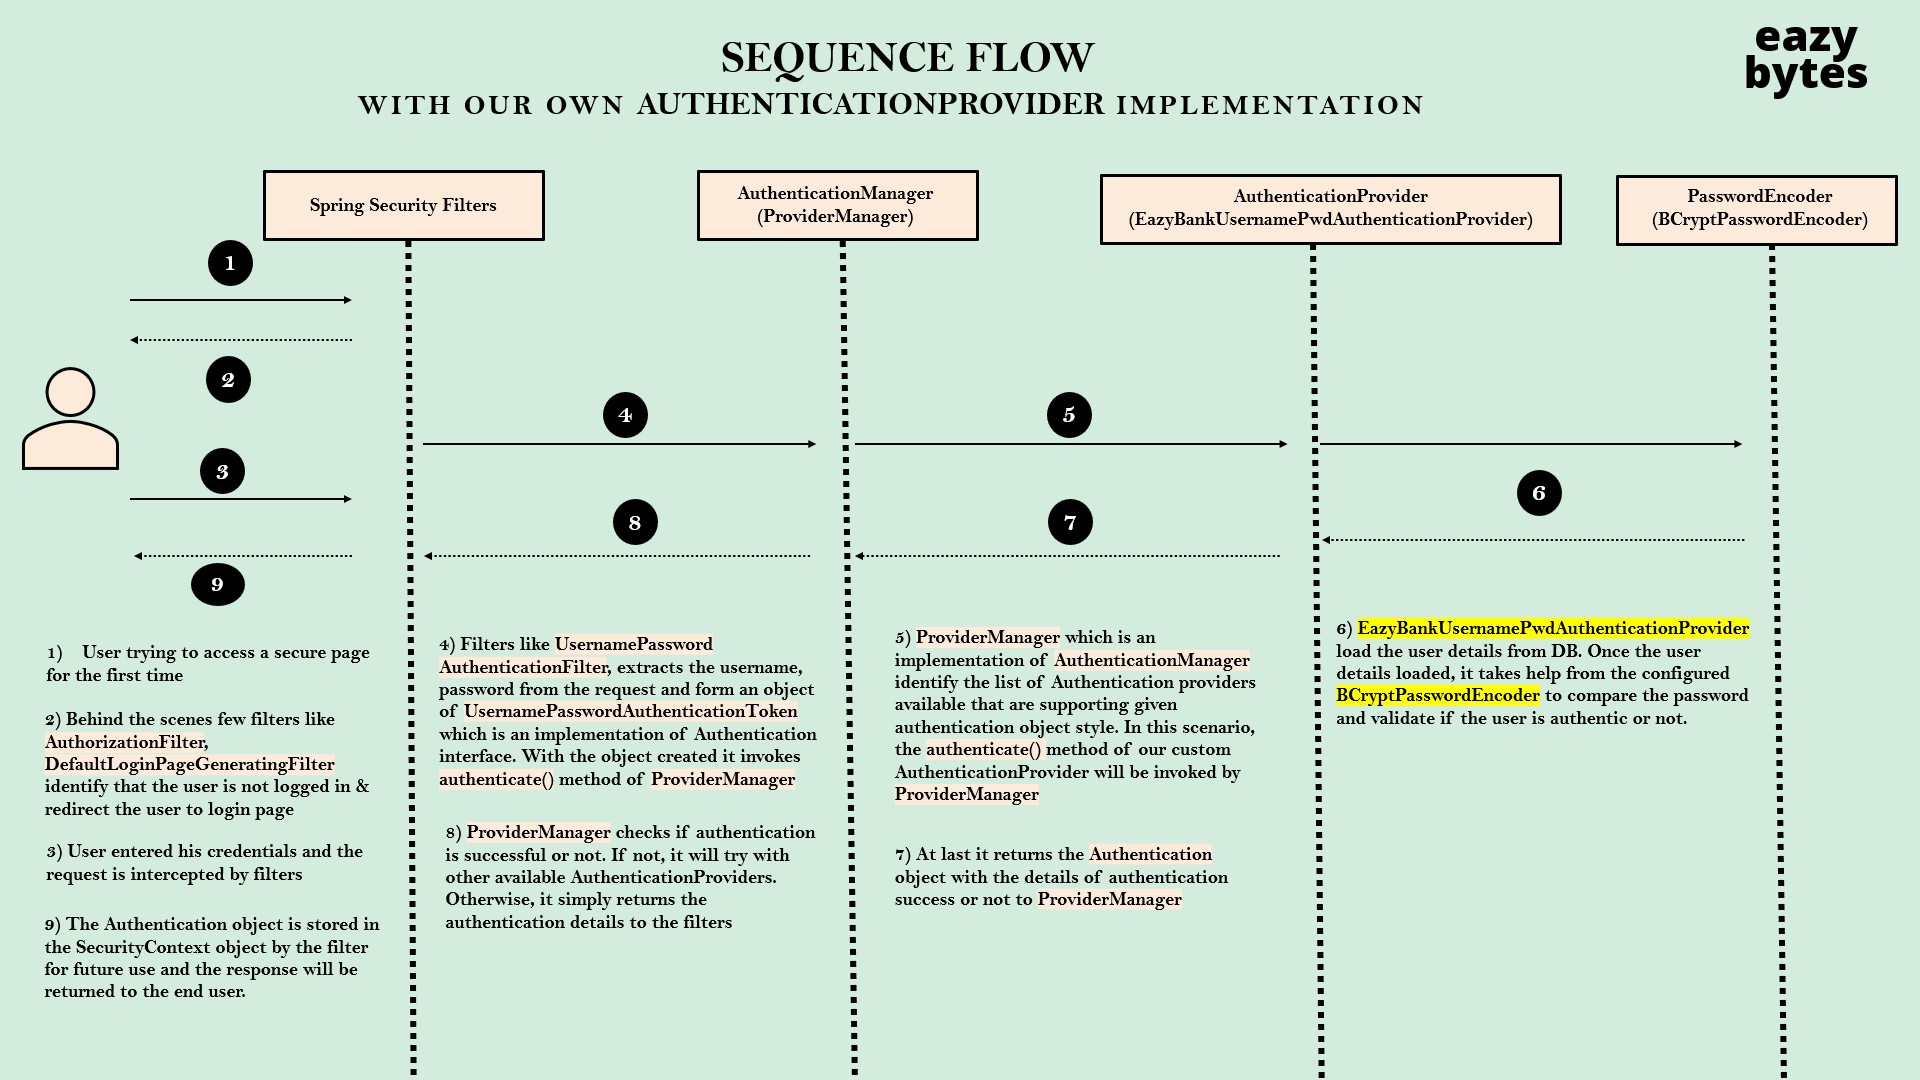 SEQUENCE FLOW
WITH OUR OWN AUTHENTICATIONPROVIDER IMPLEMENTATION
eazy
bytes
Spring Security Filters
AuthenticationManager
(ProviderManager)
AuthenticationProvider
(EazyBankUsernamePwdAuthenticationProvider)
PasswordEncoder
(BCryptPasswordEncoder)
1
2
3
4
5
6
8
7
9
1) User trying to access a secure page
for the first time
2) Behind the scenes few filters like
AuthorizationFilter,
DefaultLoginPageGeneratingFilter
identify that the user is not logged in &
redirect the user to login page
3) User entered his credentials and the
request is intercepted by filters
9) The Authentication object is stored in
the SecurityContext object by the filter
for future use and the response will be
returned to the end user.
4) Filters like UsernamePassword
AuthenticationFilter, extracts the username,
password from the request and form an object
of UsernamePasswordAuthenticationToken
which is an implementation of Authentication
interface. With the object created it invokes
authenticate() method of ProviderManager
8) ProviderManager checks if authentication
is successful or not. If not, it will try with
other available AuthenticationProviders.
Otherwise, it simply returns the
authentication details to the filters
5) ProviderManager which is an
implementation of AuthenticationManager
identify the list of Authentication providers
available that are supporting given
authentication object style. In this scenario,
the authenticate() method of our custom
AuthenticationProvider will be invoked by
ProviderManager
7) At last it returns the Authentication
object with the details of authentication
success or not to ProviderManager
6) EazyBankUsernamePwdAuthenticationProvider
load the user details from DB. Once the user
details loaded, it takes help from the configured
BCryptPasswordEncoder to compare the password
and validate if the user is authentic or not.